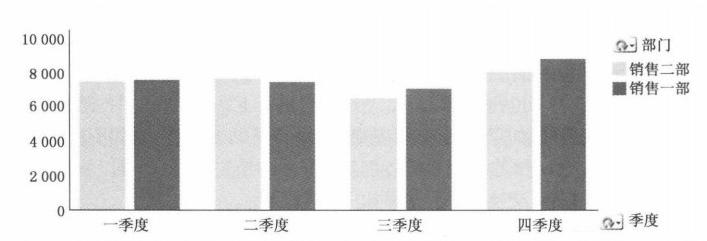 10 000
8 000
6 000
4 000
2 000
0
一季度
二季度
三季度
四季度
季度
部门
销售二部
销售一部